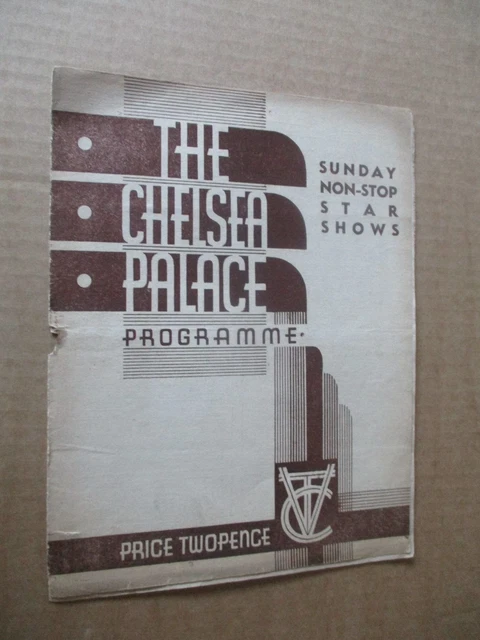 THE
CHELSEA
PALACE
PROGRAMME.
SUNDAY
NON-STOP
STAR
SHOWS
PRICE TWOPENCE